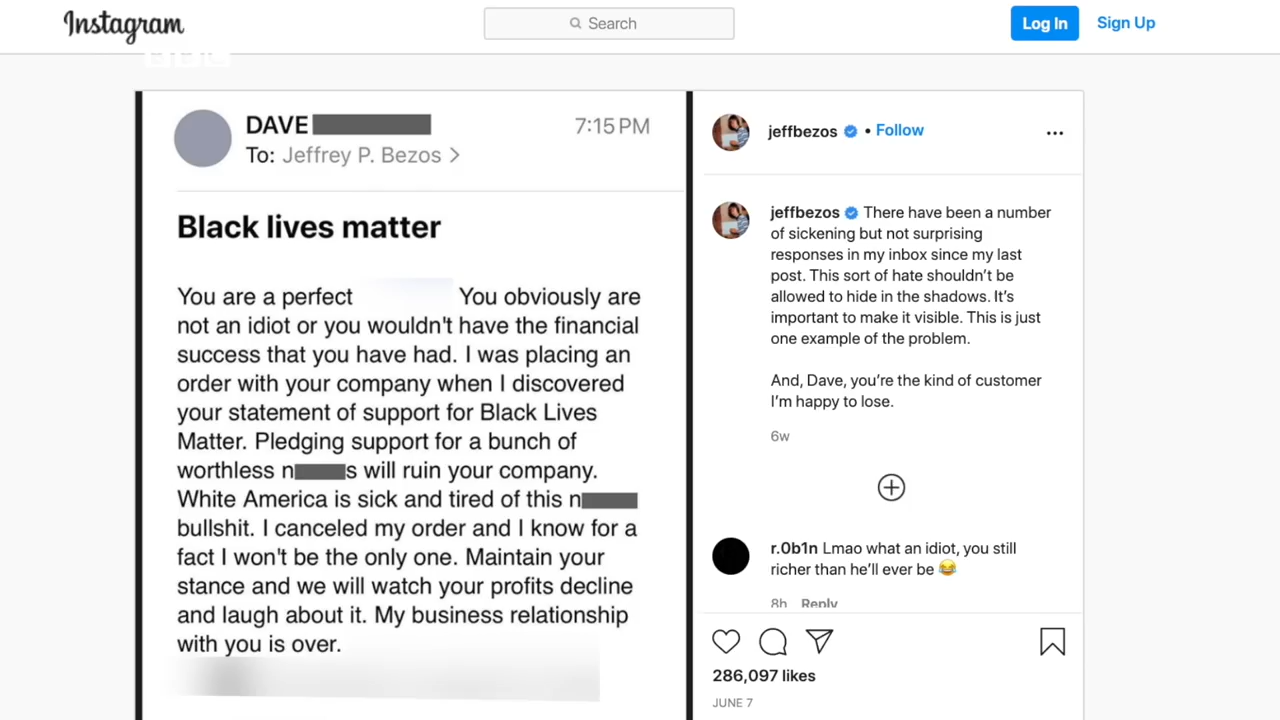 Instagram
Search
Log In
Sign Up
DAVE
7:15 PM
To: Jeffrey P. Bezos >
Black lives matter
You are a perfect You obviously are
not an idiot or you wouldn't have the financial
success that you have had. I was placing an
order with your company when I discovered
your statement of support for Black Lives
Matter. Pledging support for a bunch of
worthless n s will ruin your company.
White America is sick and tired of this n
bullshit. I canceled my order and I know for a
fact I won't be the only one. Maintain your
stance and we will watch your profits decline
and laugh about it. My business relationship
with you is over.
jeffbezos • Follow
jeffbezos There have been a number
of sickening but not surprising
responses in my inbox since my last
post. This sort of hate shouldn't be
allowed to hide in the shadows. It's
important to make it visible. This is just
one example of the problem.
And, Dave, you're the kind of customer
I'm happy to lose.
6w
r.0b1n Lmao what an idiot, you still
richer than he'll ever be 😂
8h Reply
286,097 likes
JUNE 7